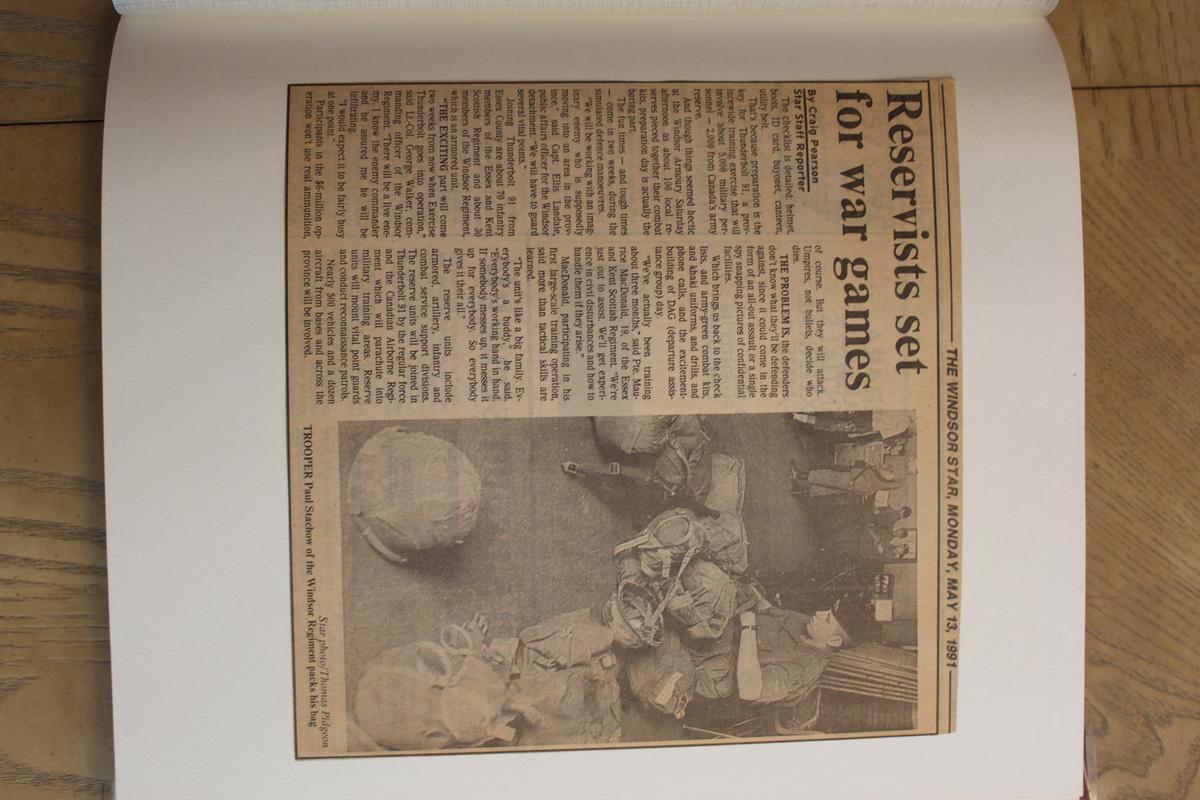 THE WINDSOR STAR, MONDAY, MAY 13, 1991
Reservists set
for war games
By Craig Pearson
Star Staff Reporter
The checklist is detailed: helmet,
boots, ID card, bayonet, canteen,
utility belt.
That's because preparation is the
key for Thunderbolt 91, a prov-
incewide training exercise that will
involve about 5,000 military per-
sonnel — 2,000 from Canada's army
reserve.
And though things seemed hectic
at the Windsor Armoury Saturday
afternoon as about 100 local re-
serves pieced together their combat
kits, preparation day is actually the
boring part.
The fun times — and tough times
— come in two weeks, during the
simulated defence manoeuvres.
"We will be working with an imag-
inary enemy who is supposedly
moving into an area in the prov-
ince," said Capt. Ellis Landale,
public affairs officer for the Windsor
detachment. "We will have to guard
several vital points."
Joining Thunderbolt 91 from
Essex County are about 70 infantry
members of the Essex and Kent
Scottish Regiment and about 30
members of the Windsor Regiment,
which is an armored unit.
"THE EXCITING part will come
two weeks from now when Exercise
Thunderbolt goes into operation,"
said Lt.-Col. George Walker, com-
manding officer of the Windsor
Regiment. "There will be a live ene-
my. I know the enemy commander
and he assured me he will be
infiltrating.
"I would expect to be fairly busy
at one point."
Participants in the $6-million op-
eration won't use real ammunition,
of course. But they will attack.
Umpires, not bullets, decide who
dies.
THE PROBLEM IS, the defenders
don't know what they'll be defending
against, since it could come in the
form of an all-out assault or a single
spy snapping pictures of confidential
facilities.
Which brings us back to the check
lists, and army-green combat kits,
and khaki uniforms, and drills, and
phone calls, and the excitement-
building of DAG (departure assis-
tance group) day.
"We've actually been training
about three months," said Pte. Mau-
rice MacDonald, 19, of the Essex
and Kent Scottish Regiment. "We're
just out to assist. We'll get experi-
ence in civil disturbances and how to
handle them if they arise."
MacDonald, participating in his
first large-scale training operation,
said more than tactical skills are
learned.
"The unit's like a big family. Ev-
erybody's a buddy," he said.
"Everybody's working hand in hand.
If somebody messes up, it messes it
up for everybody. So everybody
gives it their all."
The reserve units include
armored, artillery, infantry and
combat service support divisions.
The reserve units will be joined in
Thunderbolt 91 by the regular force
and the Canadian Airborne Regi-
ment which will parachute into
military training areas. Reserve
units will mount vital point guards
and conduct reconnaissance patrols.
Nearly 500 vehicles and a dozen
aircraft from bases and across the
province will be involved.
Star photo/Thomas Pidgeon
TROOPER Paul Stachow of the Windsor Regiment packs his bag